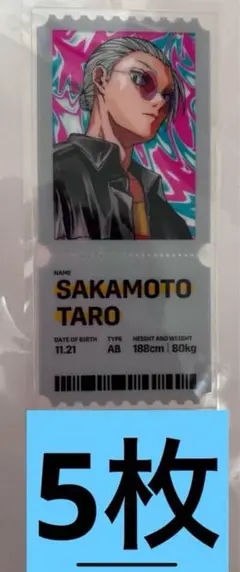 NAME
SAKAMOTO
TARO
DATE OF BIRTH TYPE HEIGHT AND WEIGHT
11.21 AB 188cm | 80kg
5枚